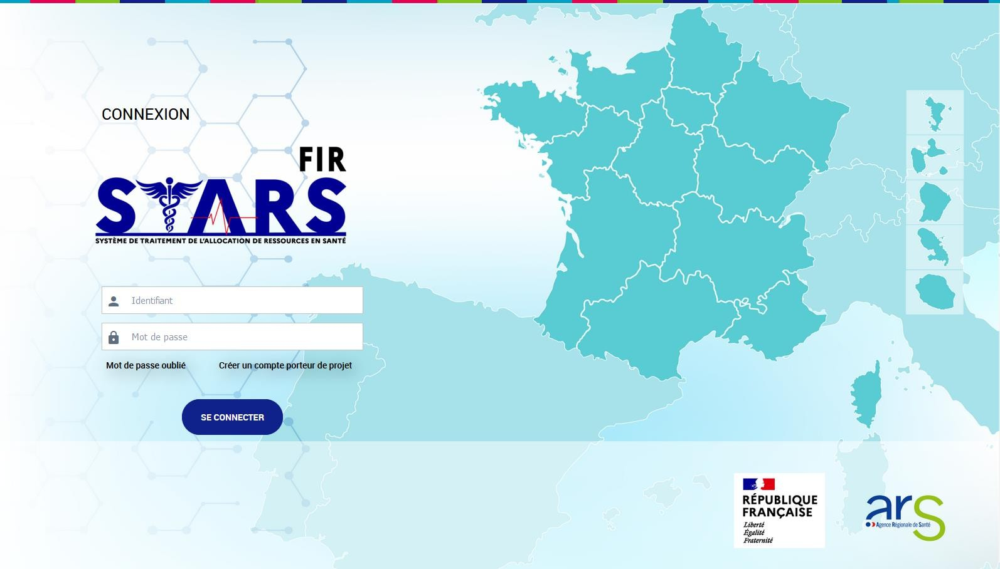 CONNEXION
FIR
STARS
SYSTÈME DE TRAITEMENT DE L'ALLOCATION DE RESSOURCES EN SANTÉ
Identifiant
Mot de passe
Mot de passe oublié
Créer un compte porteur de projet
SE CONNECTER
RÉPUBLIQUE
FRANÇAISE
Liberté
Égalité
Fraternité
ars
Agence Régionale de Santé